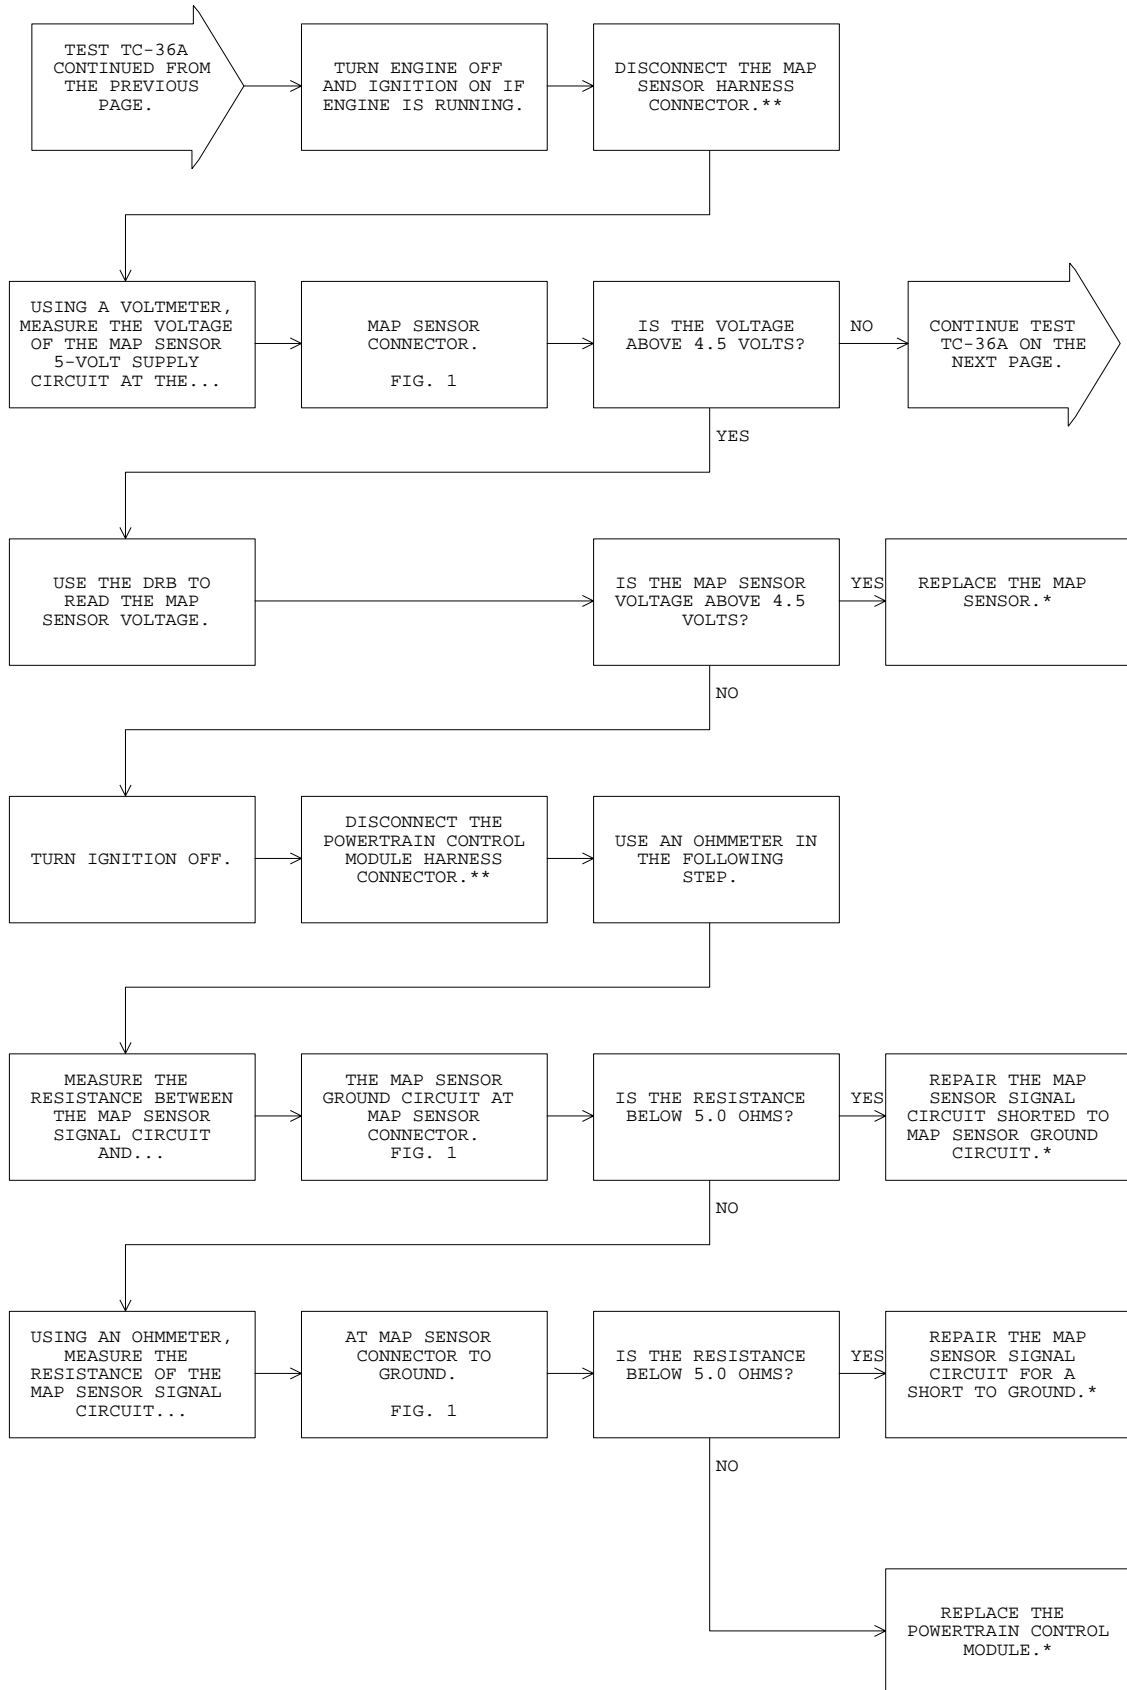 TEST TC-36A
CONTINUED FROM
THE PREVIOUS
PAGE.
TURN ENGINE OFF
AND IGNITION ON IF
ENGINE IS RUNNING.
DISCONNECT THE MAP
SENSOR HARNESS
CONNECTOR.**
USING A VOLTMETER,
MEASURE THE VOLTAGE
OF THE MAP SENSOR
5-VOLT SUPPLY
CIRCUIT AT THE...
MAP SENSOR
CONNECTOR.
FIG. 1
IS THE VOLTAGE
ABOVE 4.5 VOLTS?
NO
CONTINUE TEST
TC-36A ON THE
NEXT PAGE.
YES
USE THE DRB TO
READ THE MAP
SENSOR VOLTAGE.
IS THE MAP SENSOR
VOLTAGE ABOVE 4.5
VOLTS?
YES
REPLACE THE MAP
SENSOR.*
NO
TURN IGNITION OFF.
DISCONNECT THE
POWERTRAIN CONTROL
MODULE HARNESS
CONNECTOR.**
USE AN OHMMETER IN
THE FOLLOWING
STEP.
MEASURE THE
RESISTANCE BETWEEN
THE MAP SENSOR
SIGNAL CIRCUIT
AND...
THE MAP SENSOR
GROUND CIRCUIT AT
MAP SENSOR
CONNECTOR.
FIG. 1
IS THE RESISTANCE
BELOW 5.0 OHMS?
YES
REPAIR THE MAP
SENSOR SIGNAL
CIRCUIT SHORTED TO
MAP SENSOR GROUND
CIRCUIT.*
NO
USING AN OHMMETER,
MEASURE THE
RESISTANCE OF THE
MAP SENSOR SIGNAL
CIRCUIT...
AT MAP SENSOR
CONNECTOR TO
GROUND.
FIG. 1
IS THE RESISTANCE
BELOW 5.0 OHMS?
YES
REPAIR THE MAP
SENSOR SIGNAL
CIRCUIT FOR A
SHORT TO GROUND.*
NO
REPLACE THE
POWERTRAIN CONTROL
MODULE.*